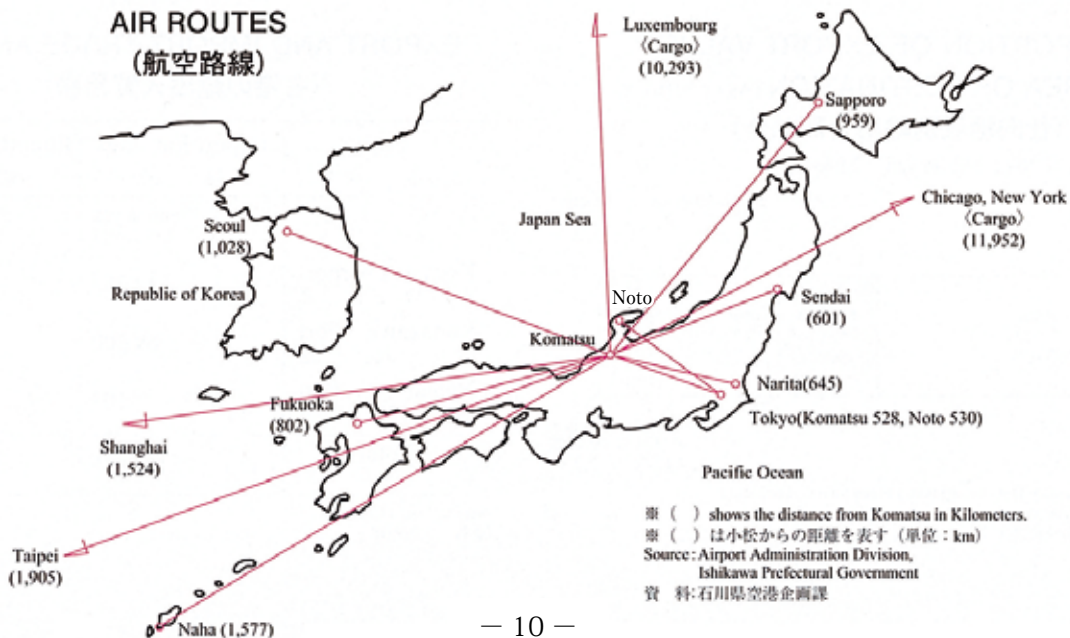 AIR ROUTES
(航空路線)
Luxembourg
〈Cargo〉
(10,293)
Sapporo
(959)
Chicago, New York
〈Cargo〉
(11,952)
Seoul
(1,028)
Japan Sea
Republic of Korea
Noto
Sendai
(601)
Komatsu
Narita(645)
Fukuoka
(802)
Tokyo(Komatsu 528, Noto 530)
Shanghai
(1,524)
Pacific Ocean
※ ( ) shows the distance from Komatsu in Kilometers.
※ ( ) は小松からの距離を表す (単位:km)
Source: Airport Administration Division,
Ishikawa Prefectural Government
資 料:石川県空港企画課
Taipei
(1,905)
Naha (1,577)
− 10 −